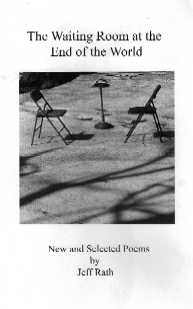 The Waiting Room at the
End of the World
New and Selected Poems
by
Jeff Rath